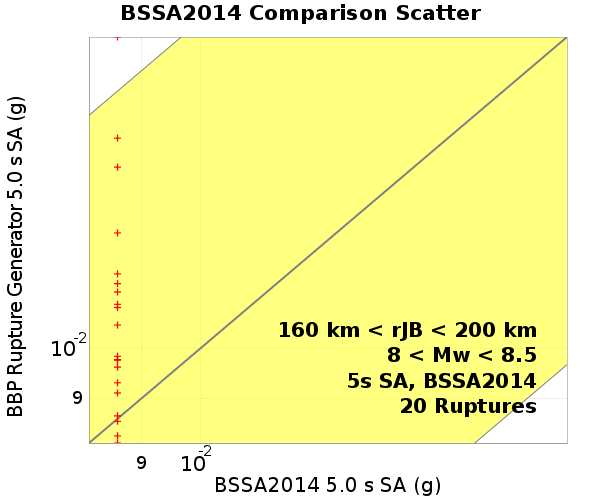 BSSA2014 Comparison Scatter
BBP Rupture Generator 5.0 s SA (g)
10-2
9
160 km < rJB < 200 km
8 < Mw < 8.5
5s SA, BSSA2014
20 Ruptures
9
10-2
BSSA2014 5.0 s SA (g)